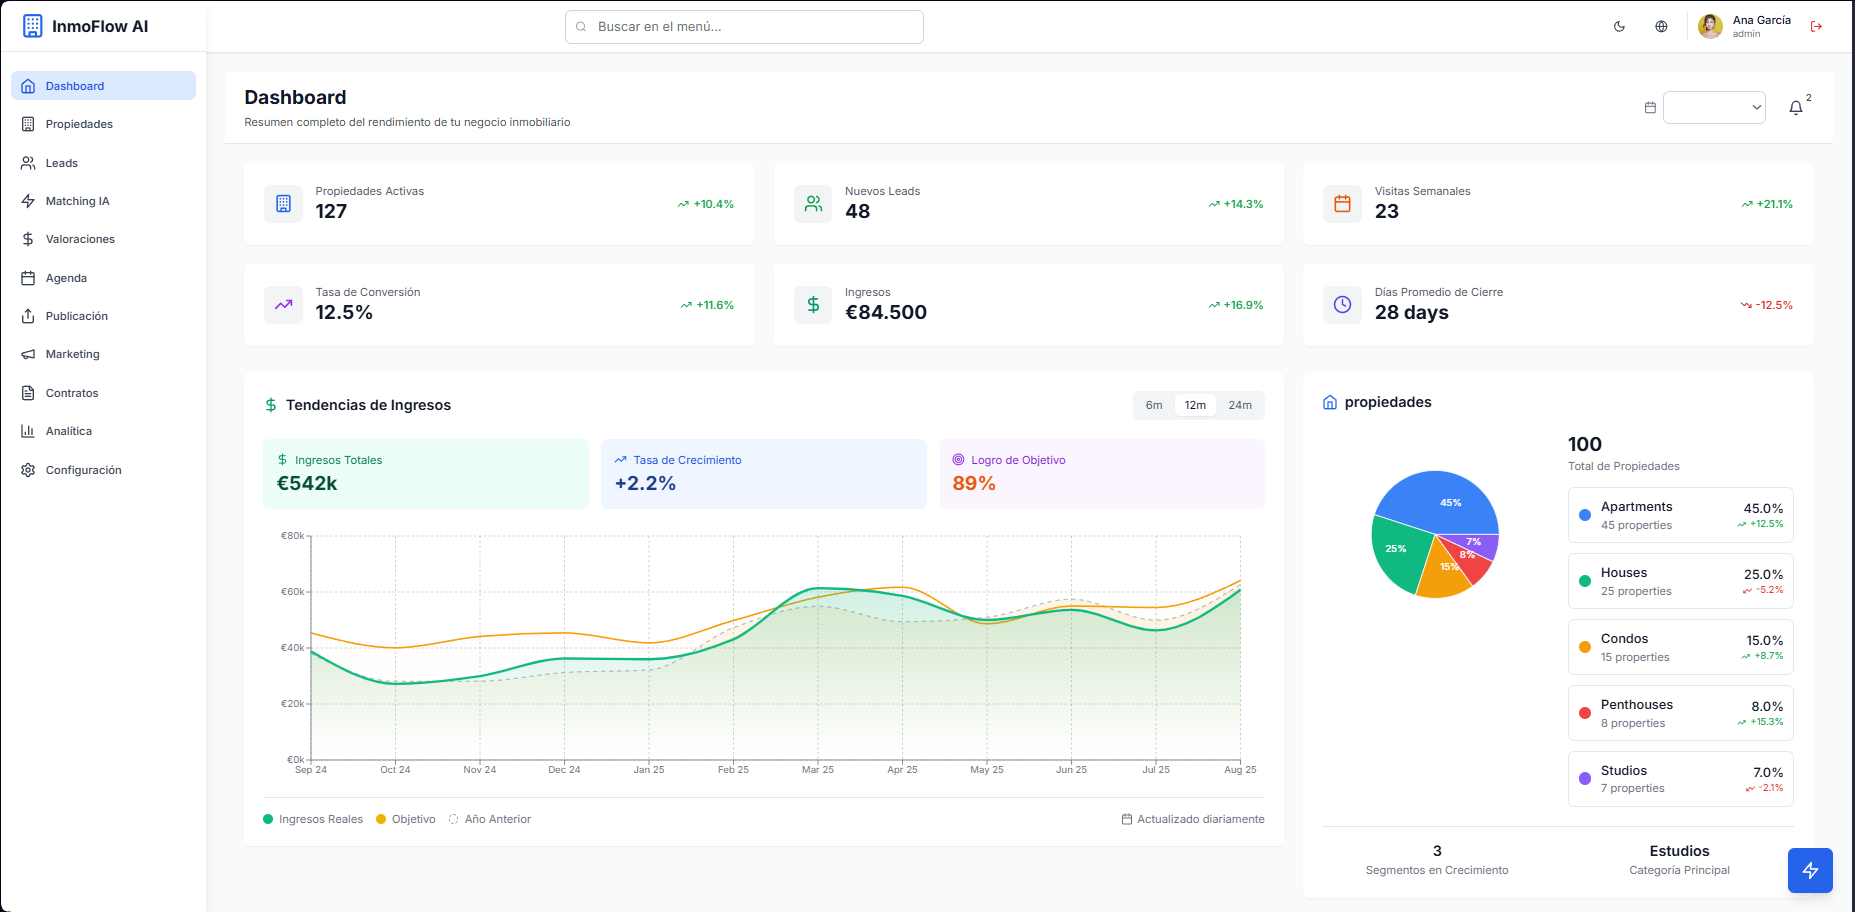 InmoFlow AI
Buscar en el menú...
Ana García
admin
Dashboard
Propiedades
Leads
Matching IA
Valoraciones
Agenda
Publicación
Marketing
Contratos
Analítica
Configuración
Dashboard
Resumen completo del rendimiento de tu negocio inmobiliario
2
Propiedades Activas
127
+10.4%
Nuevos Leads
48
+14.3%
Visitas Semanales
23
+21.1%
Tasa de Conversión
12.5%
+11.6%
Ingresos
€84.500
+16.9%
Días Promedio de Cierre
28 days
-12.5%
Tendencias de Ingresos
6m 12m 24m
Ingresos Totales
€542k
Tasa de Crecimiento
+2.2%
Logro de Objetivo
89%
€80k
€60k
€40k
€20k
€0k
Sep 24 Oct 24 Nov 24 Dec 24 Jan 25 Feb 25 Mar 25 Apr 25 May 25 Jun 25 Jul 25 Aug 25
Ingresos Reales Objetivo Año Anterior
Actualizado diariamente
propiedades
45%
25%
15%
8%
7%
100
Total de Propiedades
Apartments 45.0%
45 properties +12.5%
Houses 25.0%
25 properties -5.2%
Condos 15.0%
15 properties +8.7%
Penthouses 8.0%
8 properties +15.3%
Studios 7.0%
7 properties -2.1%
3
Segmentos en Crecimiento
Estudios
Categoría Principal